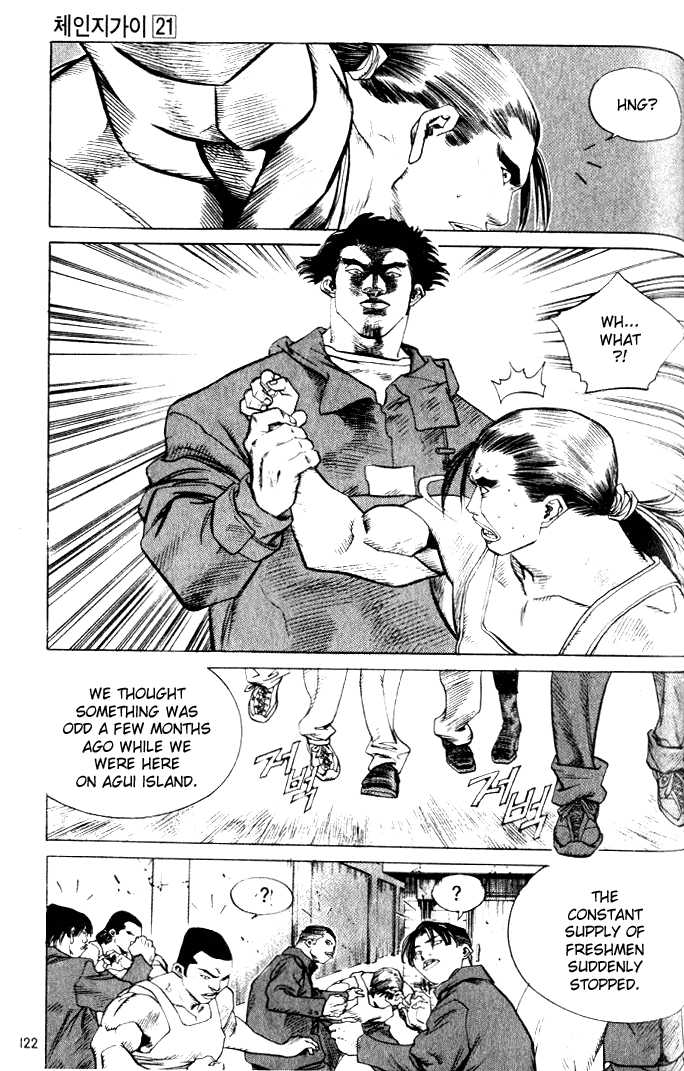 체인지가이 21
HNG?
WH...
WHAT
?!
WE THOUGHT
SOMETHING WAS
ODD A FEW MONTHS
AGO WHILE WE
WERE HERE
ON AGUI ISLAND.
저벅
저벅
?
?
THE
CONSTANT
SUPPLY OF
FRESHMEN
SUDDENLY
STOPPED.
122